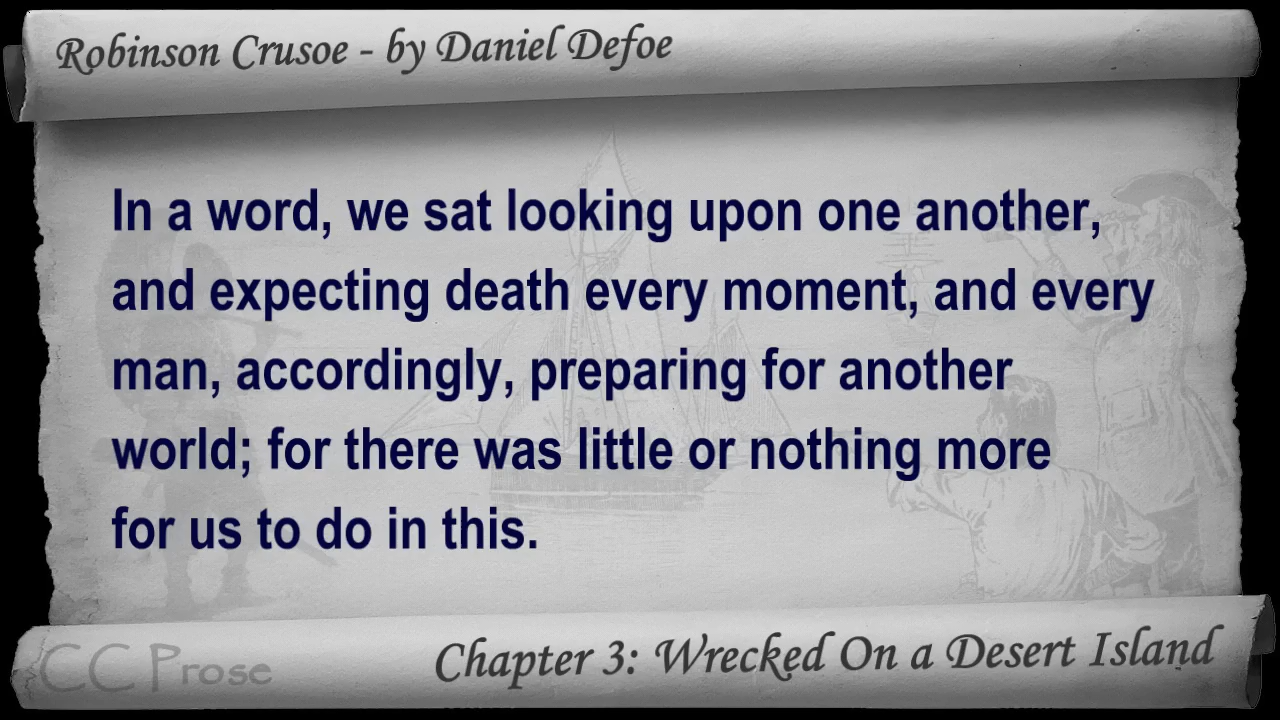 Robinson Crusoe - by Daniel Defoe
In a word, we sat looking upon one another,
and expecting death every moment, and every
man, accordingly, preparing for another
world; for there was little or nothing more
for us to do in this.
CC Prose
Chapter 3: Wrecked On a Desert Island